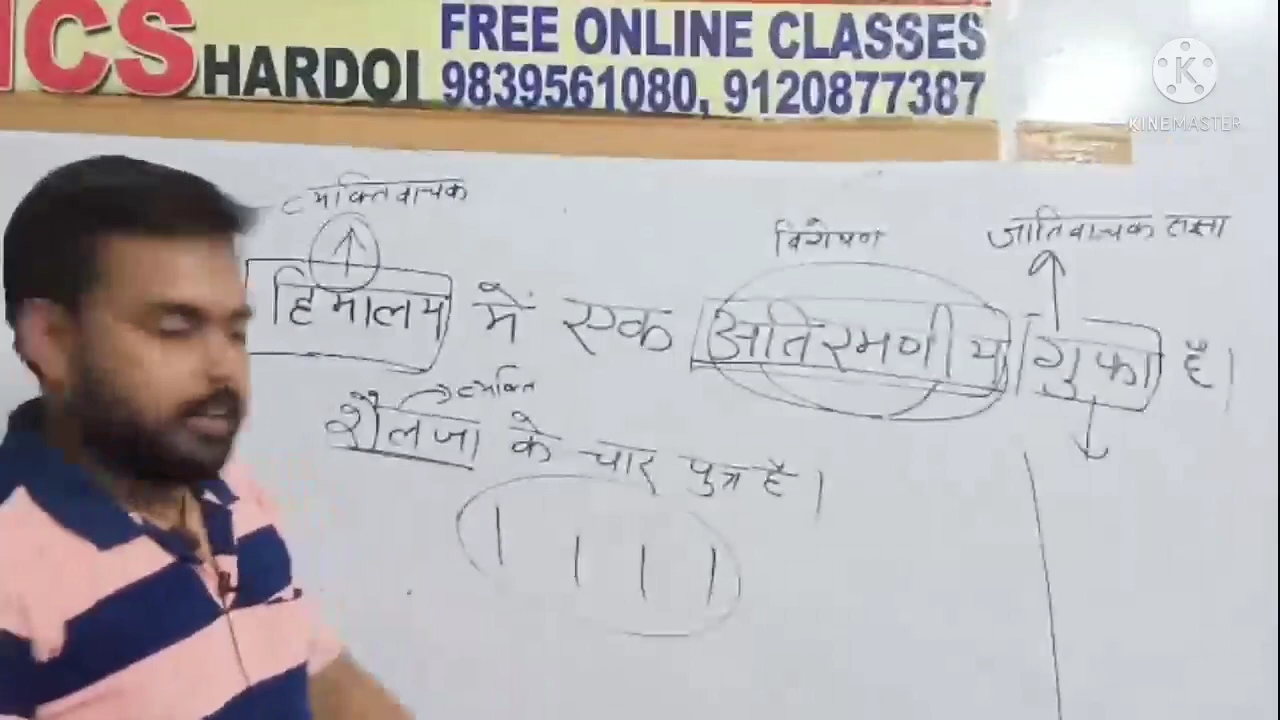 ICS HARDOI
FREE ONLINE CLASSES
9839561080, 9120877387
KINEMASTER
व्यक्तिवाचक
विशेषण
जातिवाचक संज्ञा
हिमालय में एक अतिरमणीय गुफा है।
व्यक्ति
शैलजा के चार पुत्र है।